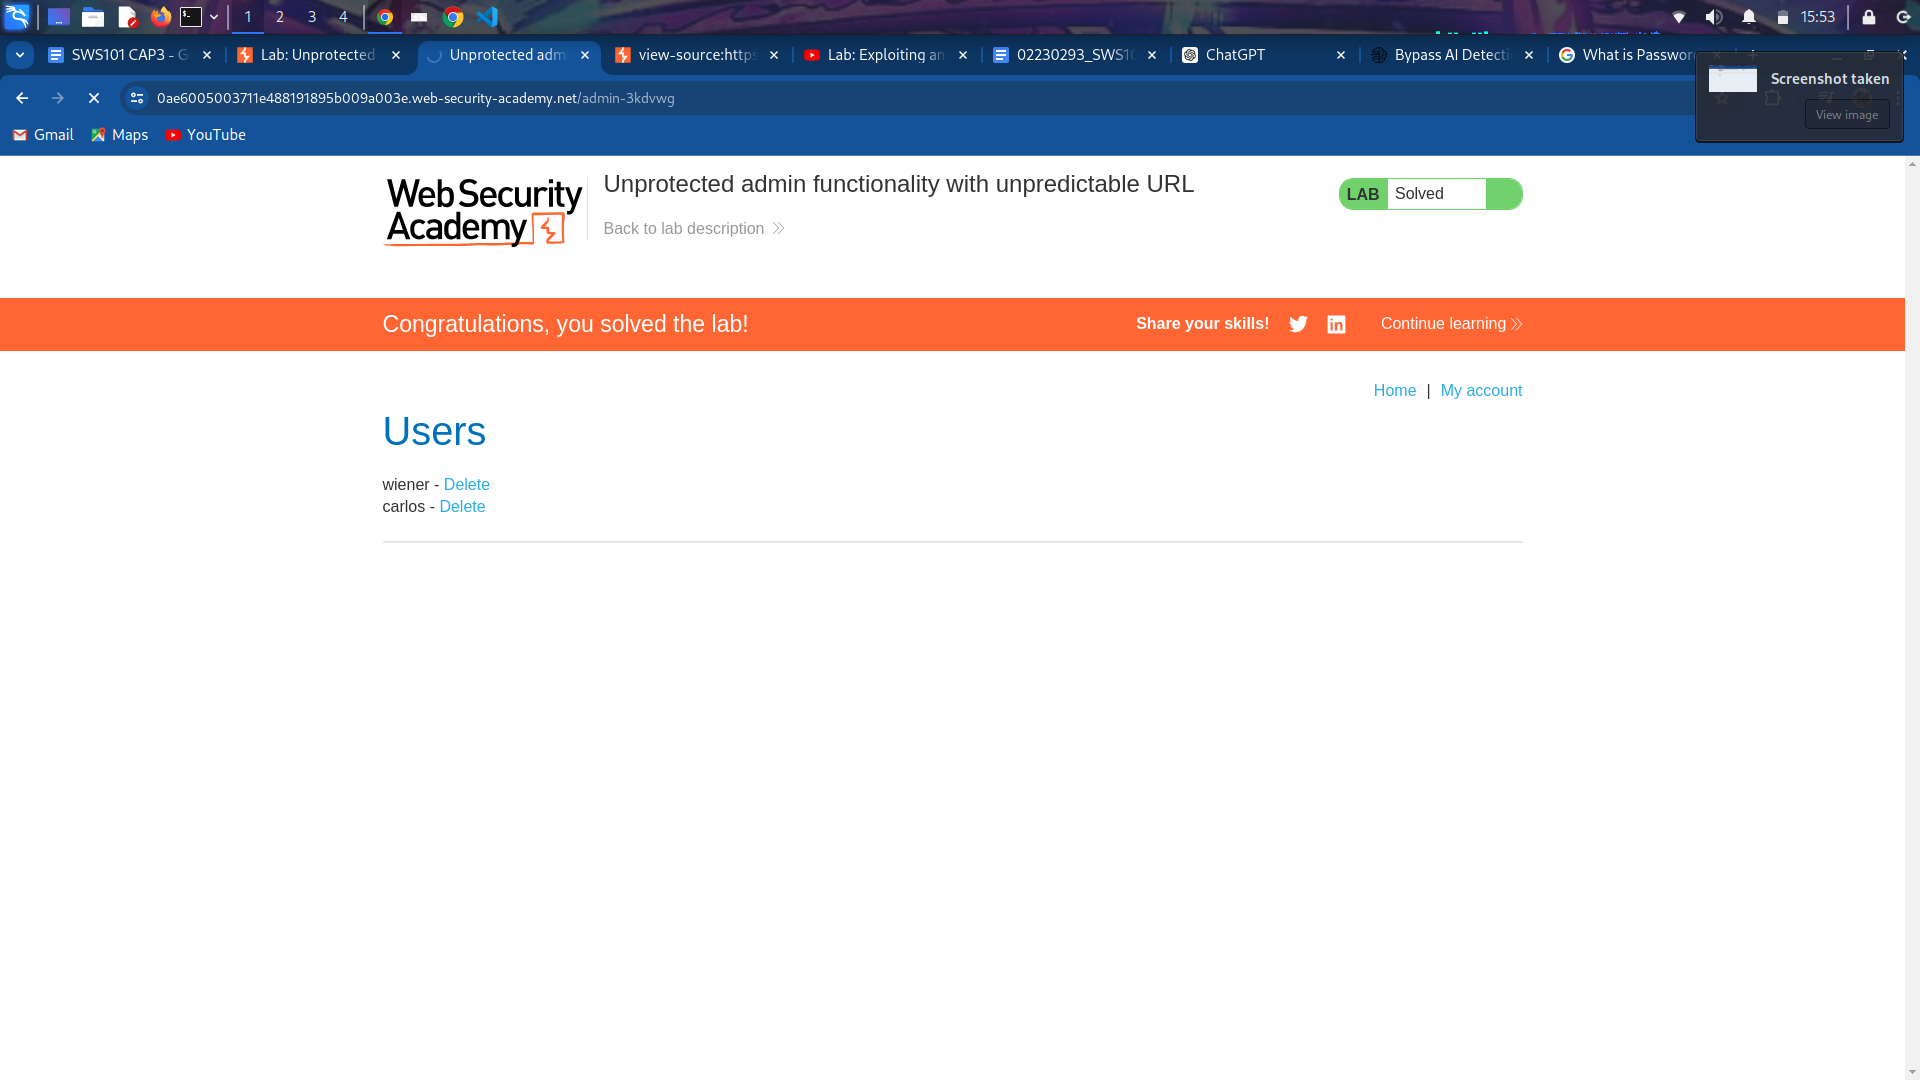 1 2 3 4 15:53
SWS101 CAP3 - G
Lab: Unprotected
Unprotected adm
view-source:https
Lab: Exploiting an
02230293_SWS10
ChatGPT
Bypass AI Detecti
What is Passwor
0ae6005003711e488191895b009a003e.web-security-academy.net/admin-3kdvwg
Screenshot taken
View image
Gmail Maps YouTube
Web Security
Academy
Unprotected admin functionality with unpredictable URL
Back to lab description
LAB Solved
Congratulations, you solved the lab!
Share your skills!
Continue learning
Home | My account
Users
wiener - Delete
carlos - Delete